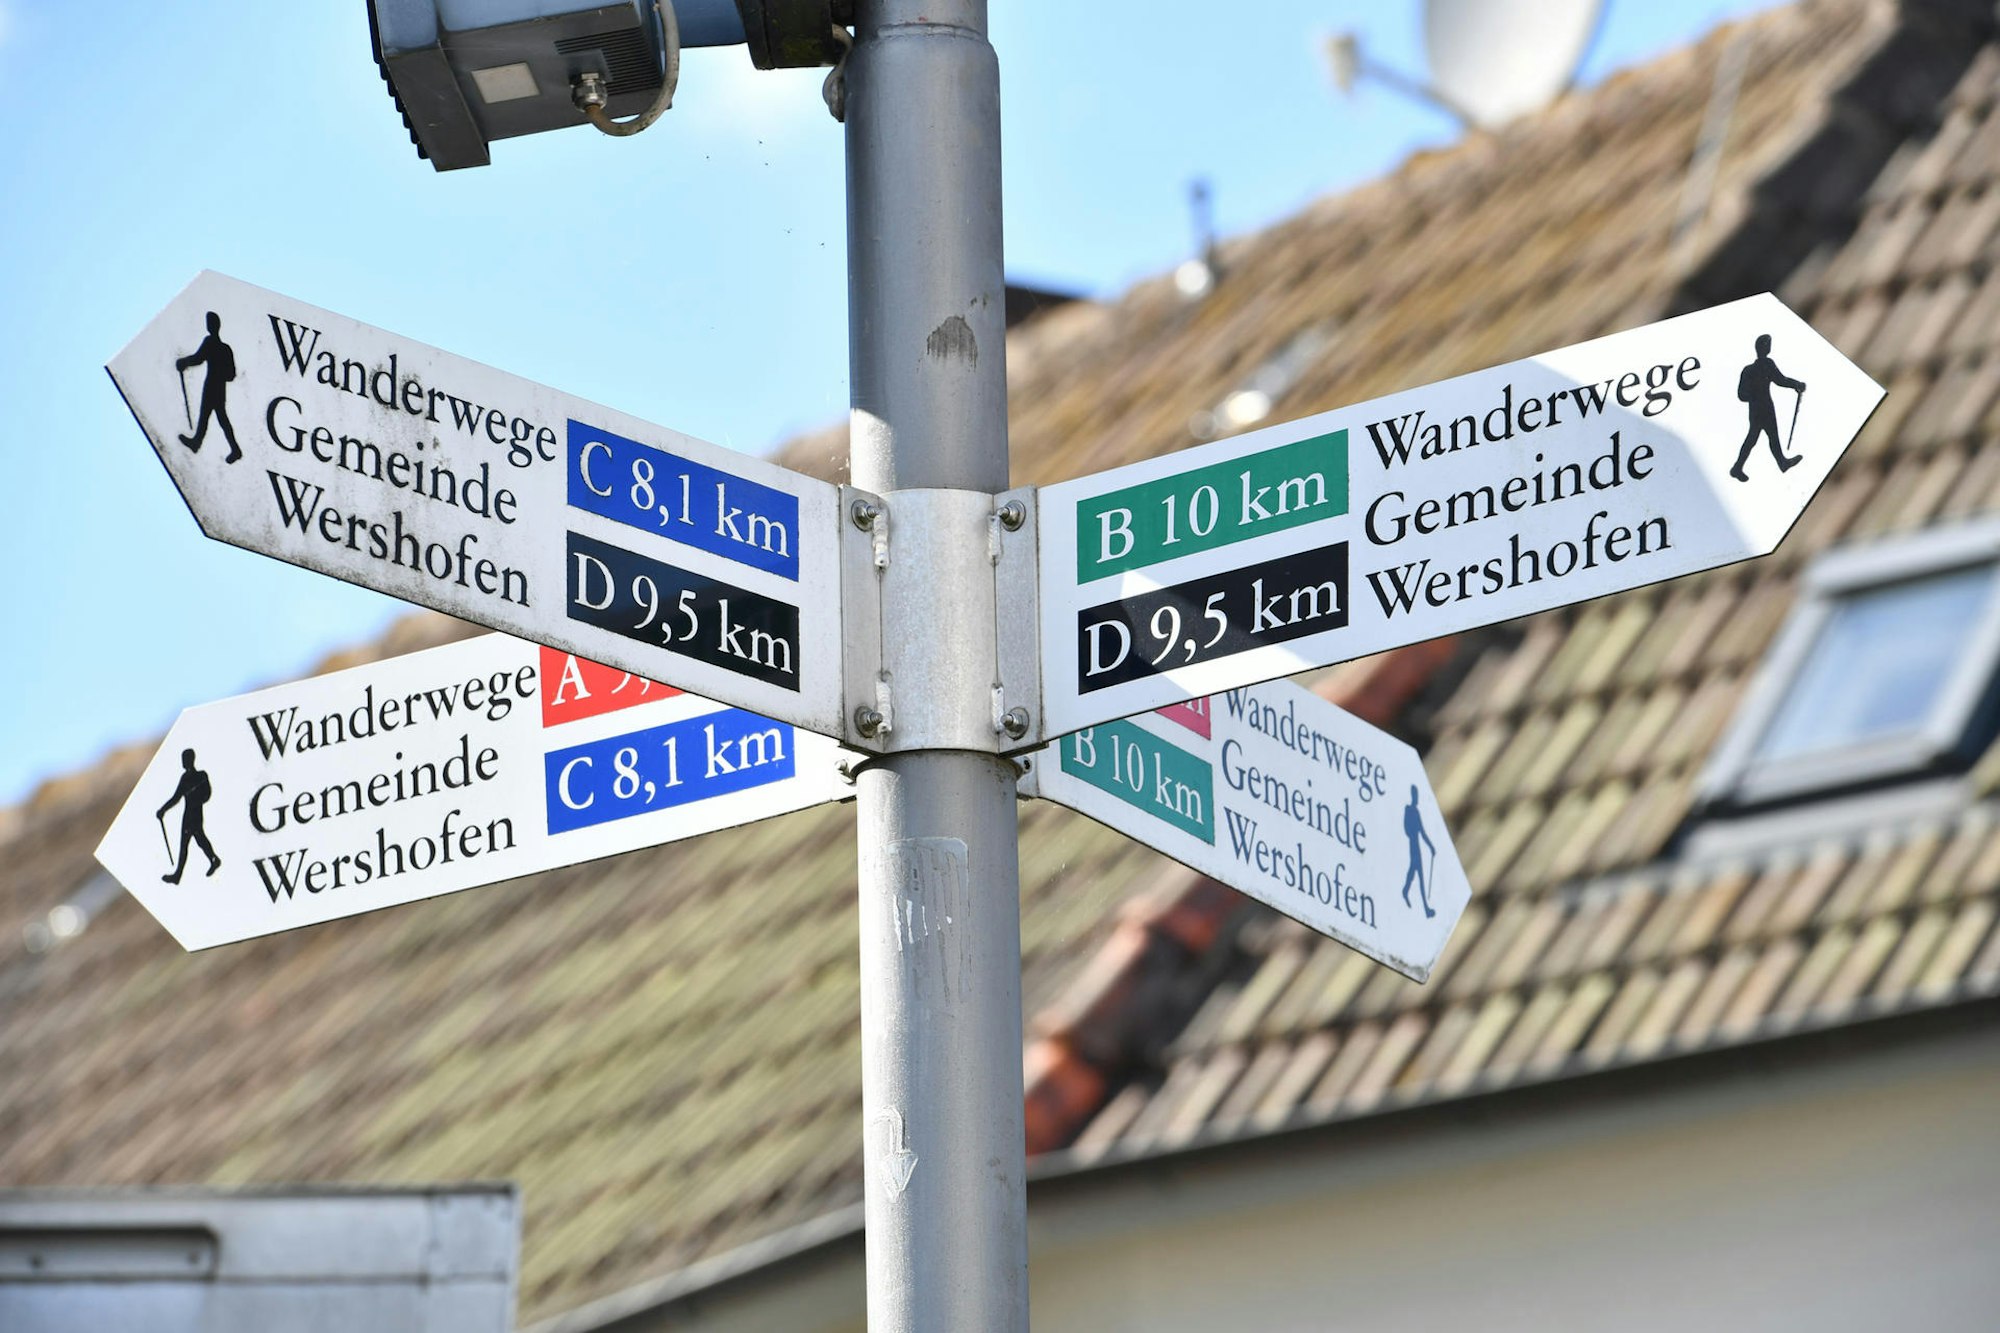 Wanderwege
Gemeinde
Wershofen
C 8,1 km
D 9,5 km
B 10 km
D 9,5 km
Wanderwege
Gemeinde
Wershofen
Wanderwege
Gemeinde
Wershofen
A
C 8,1 km
B 10 km
Wanderwege
Gemeinde
Wershofen